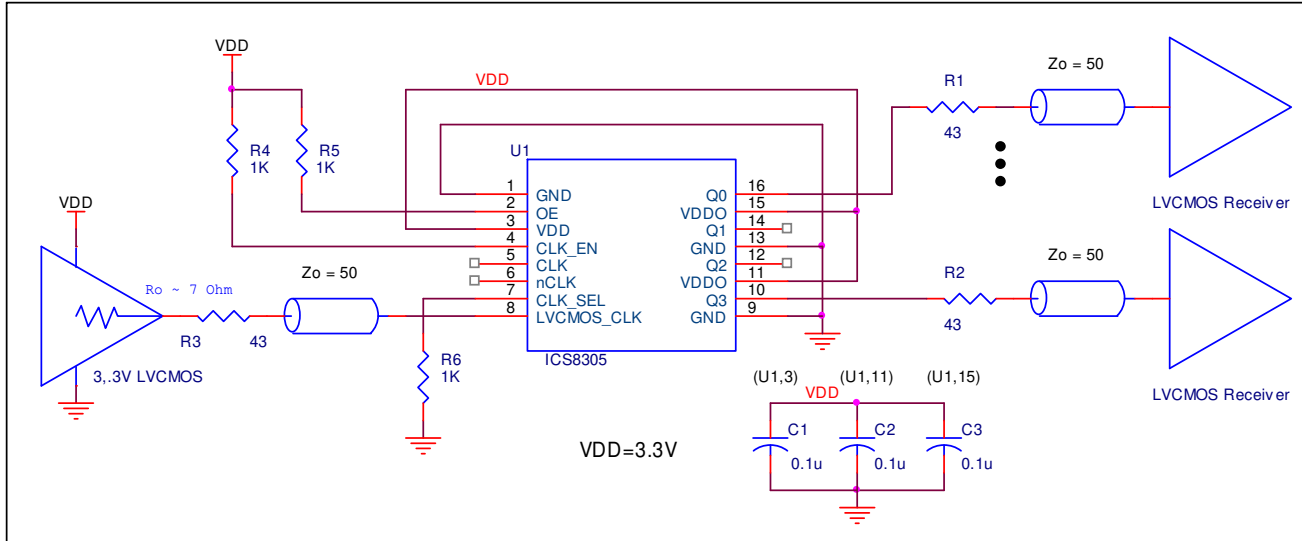 VDD
R4
1K
R5
1K
VDD
Ro ~ 7 Ohm
R3
43
3,.3V LVCMOS
Zo = 50
R6
1K
VDD
U1
1
2
3
4
5
6
7
8
GND
OE
VDD
CLK_EN
CLK
nCLK
CLK_SEL
LVCMOS_CLK
Q0
VDDO
Q1
GND
Q2
VDDO
Q3
GND
16
15
14
13
12
11
10
9
ICS8305
R1
43
Zo = 50
LVCMOS Receiver
R2
43
Zo = 50
LVCMOS Receiver
(U1,3)
(U1,11)
(U1,15)
VDD
C1
0.1u
C2
0.1u
C3
0.1u
VDD=3.3V